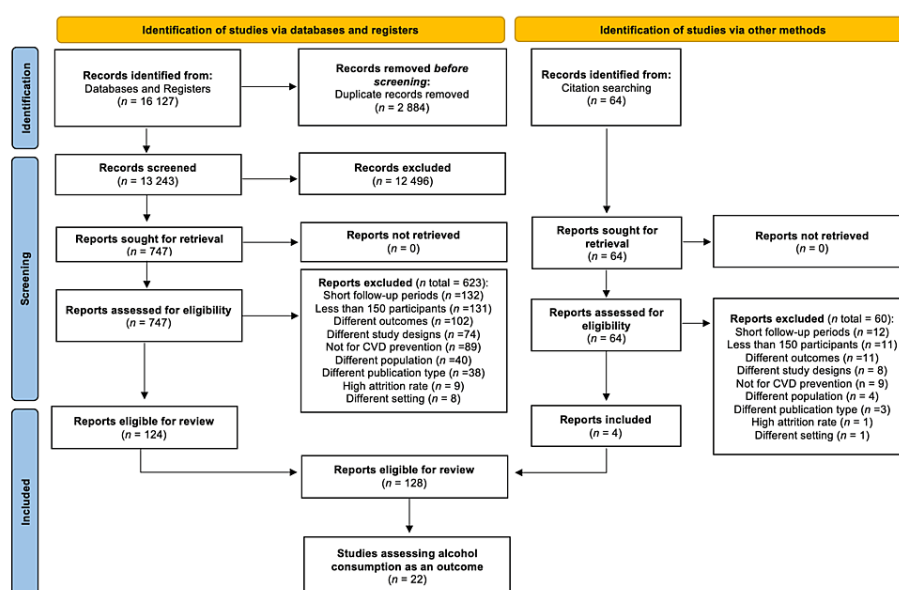 Identification of studies via databases and registers
Identification of studies via other methods
Identification
Records identified from:
Databases and Registers
(n = 16 127)
Records removed before
screening:
Duplicate records removed
(n = 2 884)
Records identified from:
Citation searching
(n = 64)
Screening
Records screened
(n = 13 243)
Records excluded
(n = 12 496)
Reports sought for retrieval
(n = 747)
Reports not retrieved
(n = 0)
Reports sought for
retrieval
(n = 64)
Reports not retrieved
(n = 0)
Reports assessed for eligibility
(n = 747)
Reports excluded (n total = 623):
Short follow-up periods (n =132)
Less than 150 participants (n =131)
Different outcomes (n =102)
Different study designs (n =74)
Not for CVD prevention (n =89)
Different population (n =40)
Different publication type (n =38)
High attrition rate (n = 9)
Different setting (n = 8)
Reports assessed for
eligibility
(n = 64)
Reports excluded (n total = 60):
Short follow-up periods (n =12)
Less than 150 participants (n =11)
Different outcomes (n =11)
Different study designs (n = 8)
Not for CVD prevention (n = 9)
Different population (n = 4)
Different publication type (n =3)
High attrition rate (n = 1)
Different setting (n = 1)
Included
Reports eligible for review
(n = 124)
Reports included
(n = 4)
Reports eligible for review
(n = 128)
Studies assessing alcohol
consumption as an outcome
(n = 22)